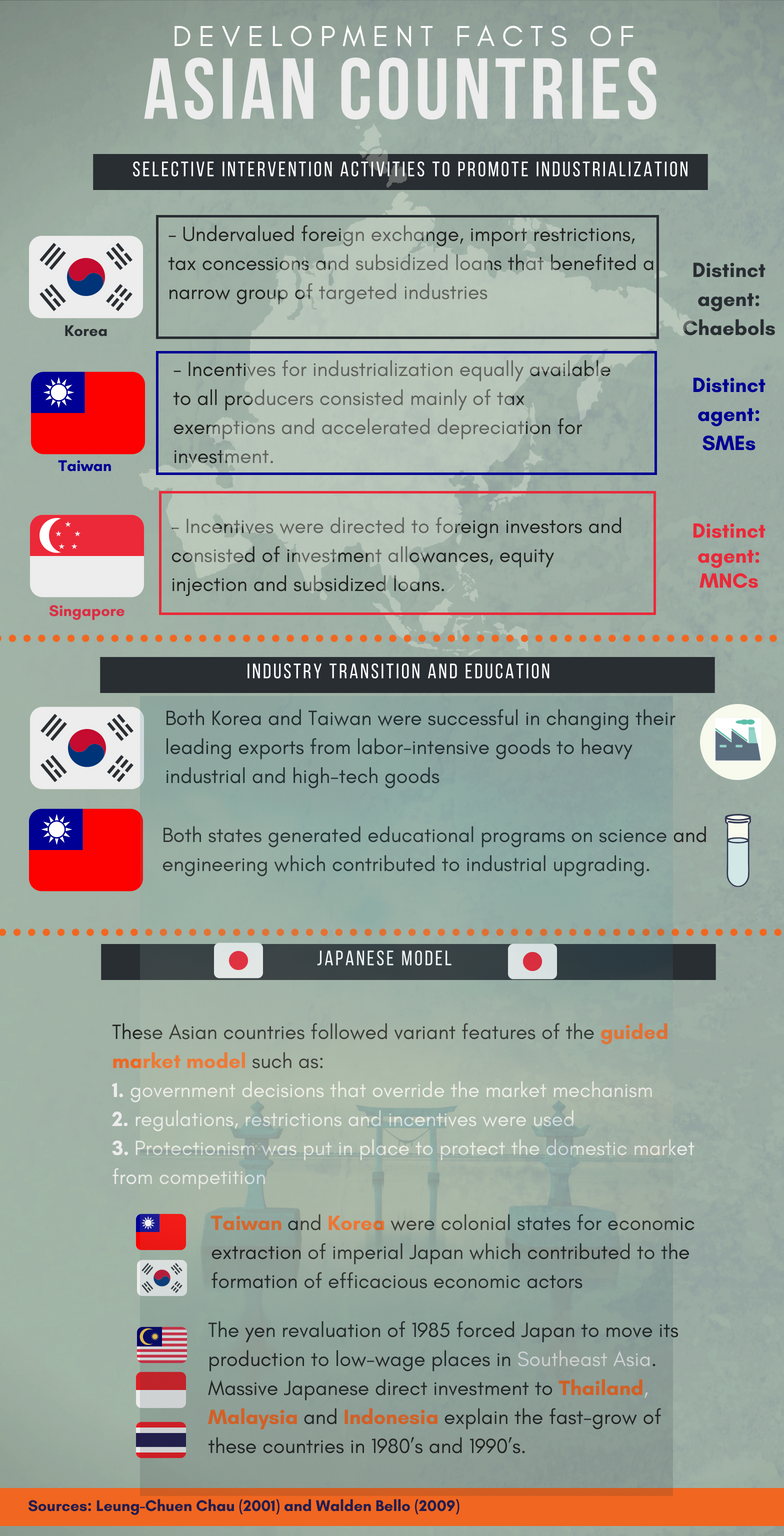 DEVELOPMENT FACTS OF
ASIAN COUNTRIES
SELECTIVE INTERVENTION ACTIVITIES TO PROMOTE INDUSTRIALIZATION
- Undervalued foreign exchange, import restrictions,
tax concessions and subsidized loans that benefited a
narrow group of targeted industries
Korea
Distinct
agent:
Chaebols
- Incentives for industrialization equally available
to all producers consisted mainly of tax
exemptions and accelerated depreciation for
investment.
Taiwan
Distinct
agent:
SMEs
- Incentives were directed to foreign investors and
consisted of investment allowances, equity
injection and subsidized loans.
Singapore
Distinct
agent:
MNCs
INDUSTRY TRANSITION AND EDUCATION
Both Korea and Taiwan were successful in changing their
leading exports from labor-intensive goods to heavy
industrial and high-tech goods
Both states generated educational programs on science and
engineering which contributed to industrial upgrading.
JAPANESE MODEL
These Asian countries followed variant features of the guided
market model such as:
1. government decisions that override the market mechanism
2. regulations, restrictions and incentives were used
3. Protectionism was put in place to protect the domestic market
from competition
Taiwan and Korea were colonial states for economic
extraction of imperial Japan which contributed to the
formation of efficacious economic actors
The yen revaluation of 1985 forced Japan to move its
production to low-wage places in Southeast Asia.
Massive Japanese direct investment to Thailand,
Malaysia and Indonesia explain the fast-grow of
these countries in 1980's and 1990's.
Sources: Leung-Chuen Chau (2001) and Walden Bello (2009)